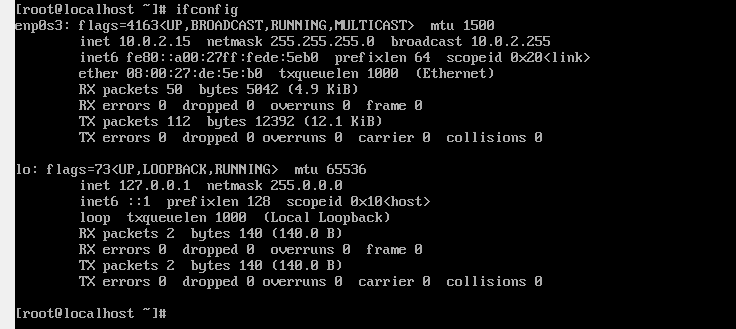 [root@localhost ~]# ifconfig
enp0s3: flags=4163<UP,BROADCAST,RUNNING,MULTICAST>  mtu 1500
        inet 10.0.2.15  netmask 255.255.255.0  broadcast 10.0.2.255
        inet6 fe80::a00:27ff:fede:5eb0  prefixlen 64  scopeid 0x20<link>
        ether 08:00:27:de:5e:b0  txqueuelen 1000  (Ethernet)
        RX packets 50  bytes 5042 (4.9 KiB)
        RX errors 0  dropped 0  overruns 0  frame 0
        TX packets 112  bytes 12392 (12.1 KiB)
        TX errors 0  dropped 0 overruns 0  carrier 0  collisions 0

lo: flags=73<UP,LOOPBACK,RUNNING>  mtu 65536
        inet 127.0.0.1  netmask 255.0.0.0
        inet6 ::1  prefixlen 128  scopeid 0x10<host>
        loop  txqueuelen 1000  (Local Loopback)
        RX packets 2  bytes 140 (140.0 B)
        RX errors 0  dropped 0  overruns 0  frame 0
        TX packets 2  bytes 140 (140.0 B)
        TX errors 0  dropped 0 overruns 0  carrier 0  collisions 0

[root@localhost ~]#